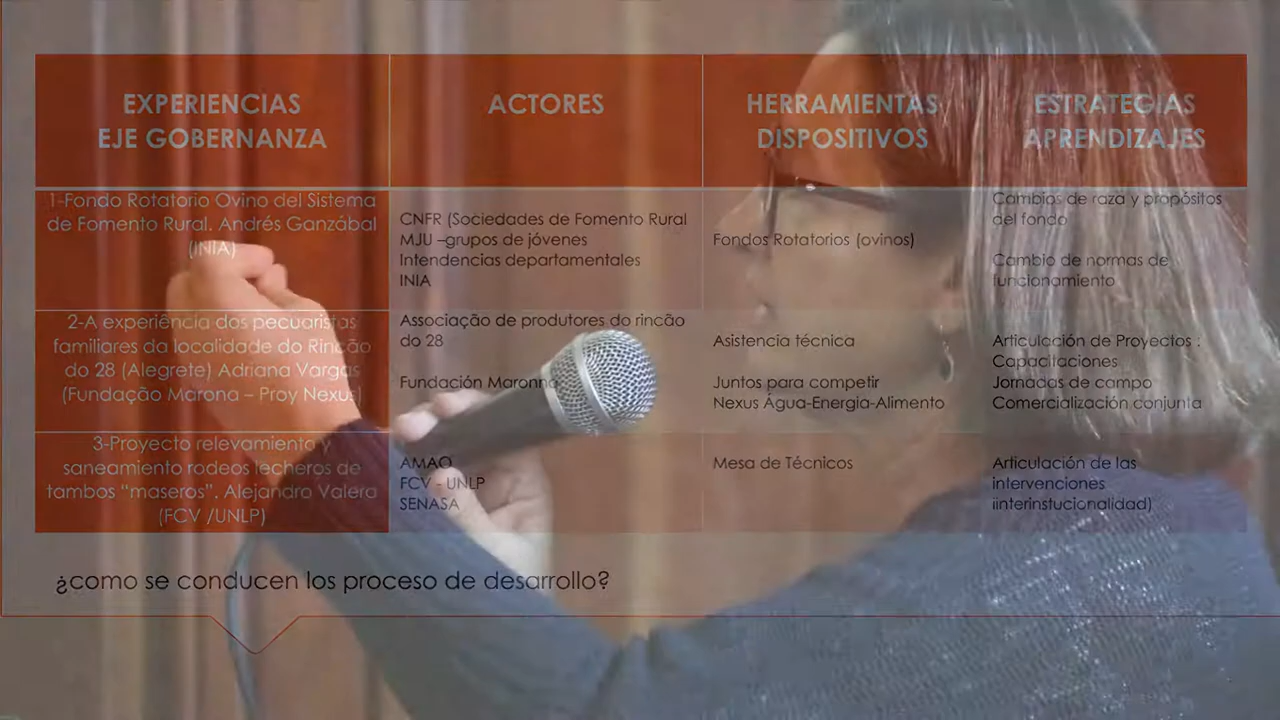 EXPERIENCIAS
EJE GOBERNANZA
ACTORES
HERRAMIENTAS
DISPOSITIVOS
ESTRATEGIAS
APRENDIZAJES
1-Fondo Rotatorio Ovino del Sistema
de Fomento Rural. Andrés Ganzábal
(INIA)
CNFR (Sociedades de Fomento Rural
MJU –grupos de jóvenes
Intendencias departamentales
INIA
Fondos Rotatorios (ovinos)
Cambios de raza y propósitos
del fondo
Cambio de normas de
funcionamiento
2-A experiência dos pecuaristas
familiares da localidade do Rincão
do 28 (Alegrete) Adriana Vargas
(Fundação Marona – Proy Nexus)
Associação de produtores do rincão
do 28
Fundación Maronna
Asistencia técnica
Juntos para competir
Nexus Água-Energia-Alimento
Articulación de Proyectos :
Capacitaciones
Jornadas de campo
Comercialización conjunta
3-Proyecto relevamiento y
saneamiento rodeos lecheros de
tambos “maseros”. Alejandro Valera
(FCV /UNLP)
AMAO
FCV - UNLP
SENASA
Mesa de Técnicos
Articulación de las
intervenciones
iinterinstucionalidad)
¿como se conducen los proceso de desarrollo?